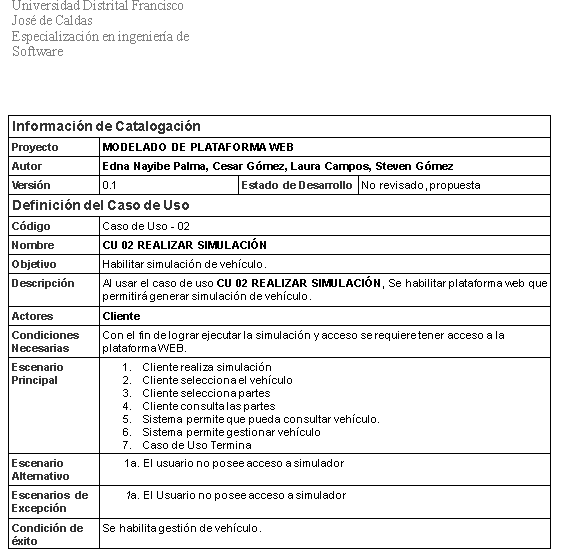 Universidad Distrital Francisco
José de Caldas
Especialización en ingeniería de
Software
Información de Catalogación
Proyecto MODELADO DE PLATAFORMA WEB
Autor Edna Nayibe Palma, Cesar Gómez, Laura Campos, Steven Gómez
Versión 0.1 Estado de Desarrollo No revisado, propuesta
Definición del Caso de Uso
Código Caso de Uso - 02
Nombre CU 02 REALIZAR SIMULACIÓN
Objetivo Habilitar simulación de vehículo.
Descripción Al usar el caso de uso CU 02 REALIZAR SIMULACIÓN, Se habilitar plataforma web que
permitirá generar simulación de vehículo.
Actores Cliente
Condiciones Con el fin de lograr ejecutar la simulación y acceso se requiere tener acceso a la
Necesarias plataforma WEB.
Escenario 1. Cliente realiza simulación
Principal 2. Cliente selecciona el vehículo
3. Cliente selecciona partes
4. Cliente consulta las partes
5. Sistema permite que pueda consultar vehículo.
6. Sistema permite gestionar vehículo
7. Caso de Uso Termina
Escenario 1a. El usuario no posee acceso a simulador
Alternativo
Escenarios de 1a. El Usuario no posee acceso a simulador
Excepción
Condición de Se habilita gestión de vehículo.
éxito